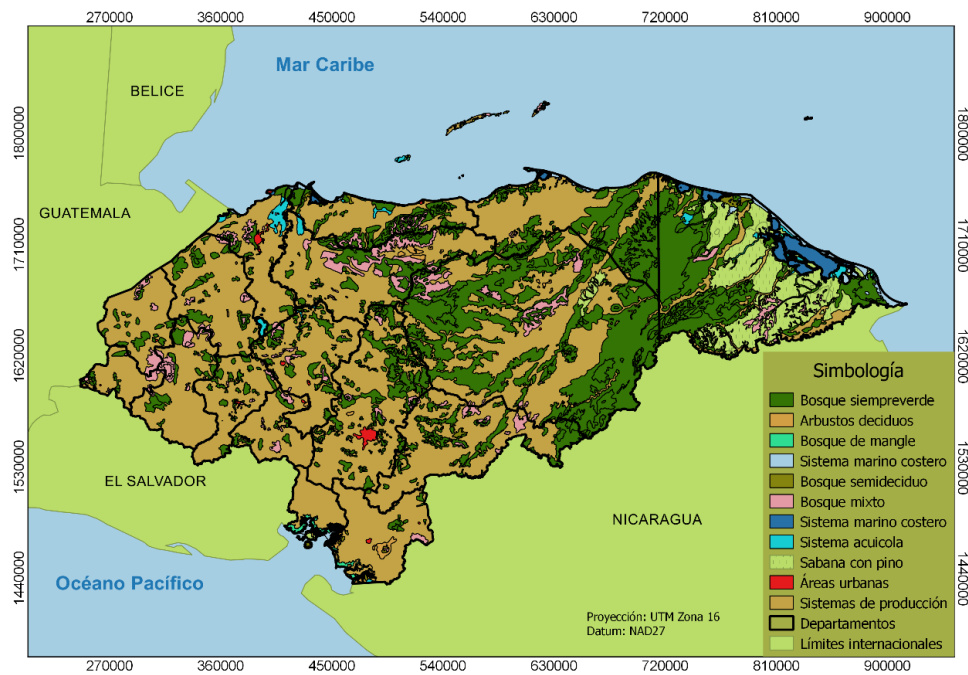 270000 360000 450000 540000 630000 720000 810000 900000
Mar Caribe
BELICE
1800000
1800000
GUATEMALA
1710000
1710000
1620000
1620000
Simbología
Bosque siempreverde
Arbustos deciduos
Bosque de mangle
Sistema marino costero
Bosque semideciduo
Bosque mixto
Sistema marino costero
Sistema acuicola
Sabana con pino
Áreas urbanas
Sistemas de producción
Departamentos
Límites internacionales
1530000
1530000
EL SALVADOR
NICARAGUA
Océano Pacífico
1440000
1440000
Proyección: UTM Zona 16
Datum: NAD27
270000 360000 450000 540000 630000 720000 810000 900000